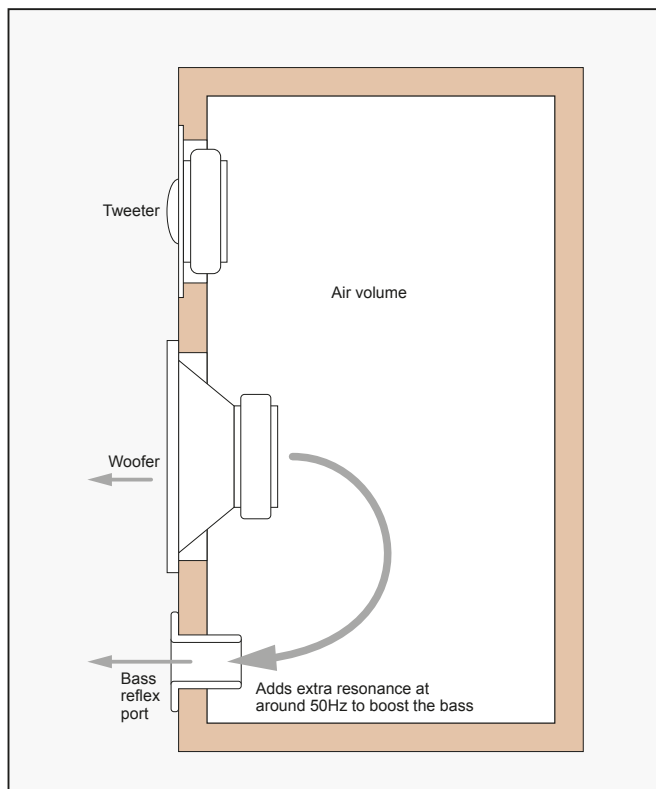 Tweeter
Air volume
Woofer
Bass
reflex
port
Adds extra resonance at
around 50Hz to boost the bass